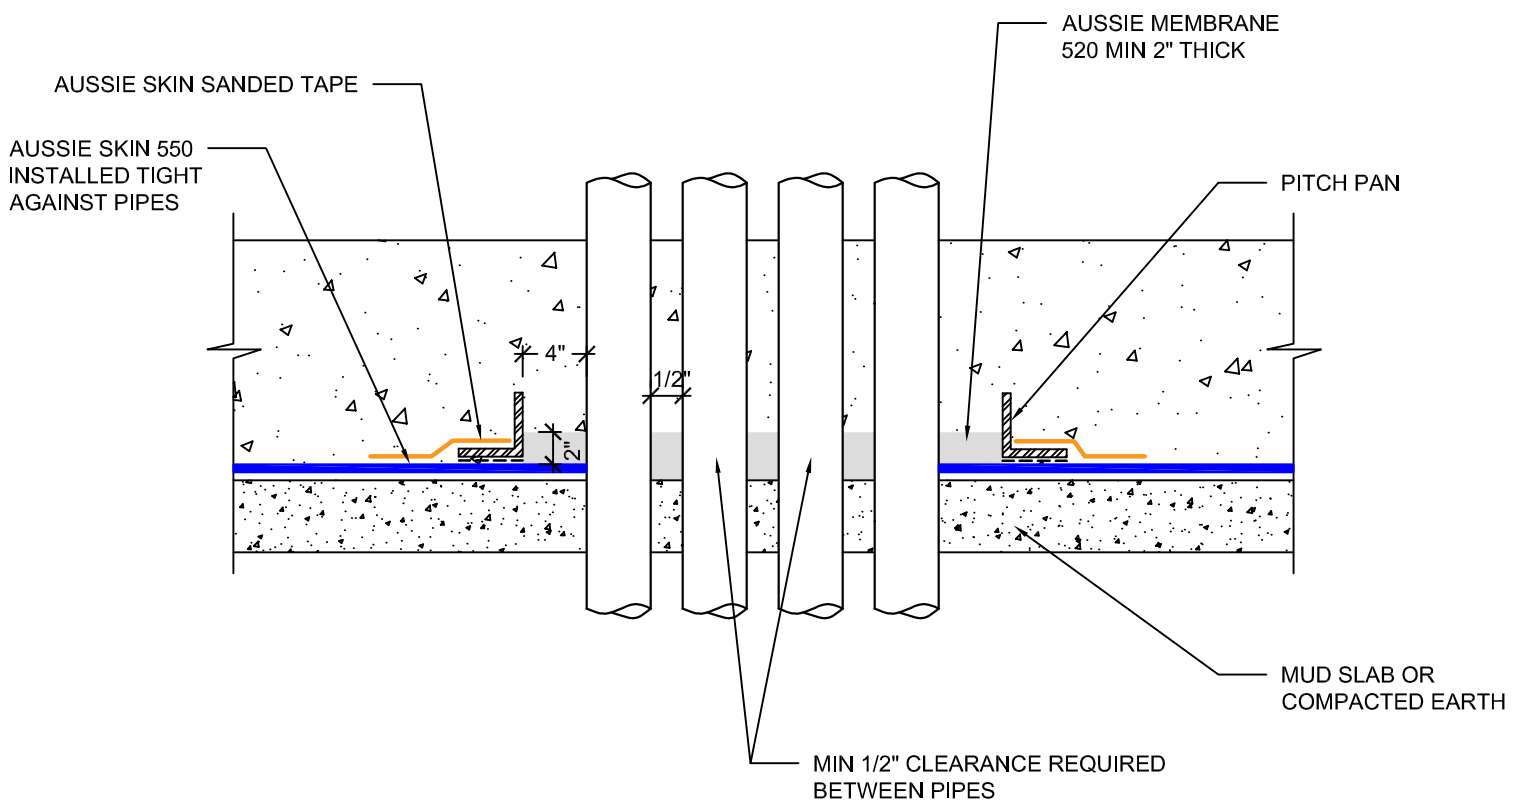 AUSSIE MEMBRANE
520 MIN 2" THICK
AUSSIE SKIN SANDED TAPE
AUSSIE SKIN 550
INSTALLED TIGHT
AGAINST PIPES
PITCH PAN
4"
1/2"
2"
MUD SLAB OR
COMPACTED EARTH
MIN 1/2" CLEARANCE REQUIRED
BETWEEN PIPES